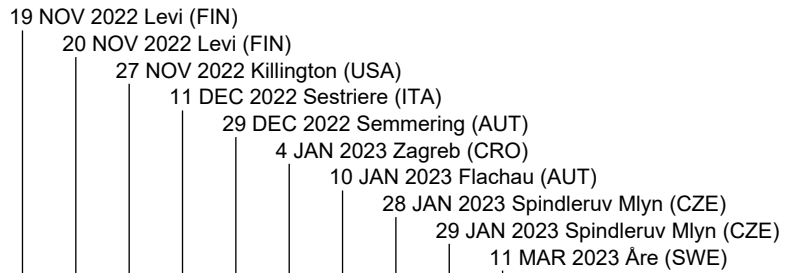 19 NOV 2022 Levi (FIN)
20 NOV 2022 Levi (FIN)
27 NOV 2022 Killington (USA)
11 DEC 2022 Sestriere (ITA)
29 DEC 2022 Semmering (AUT)
4 JAN 2023 Zagreb (CRO)
10 JAN 2023 Flachau (AUT)
28 JAN 2023 Spindleruv Mlyn (CZE)
29 JAN 2023 Spindleruv Mlyn (CZE)
11 MAR 2023 Åre (SWE)